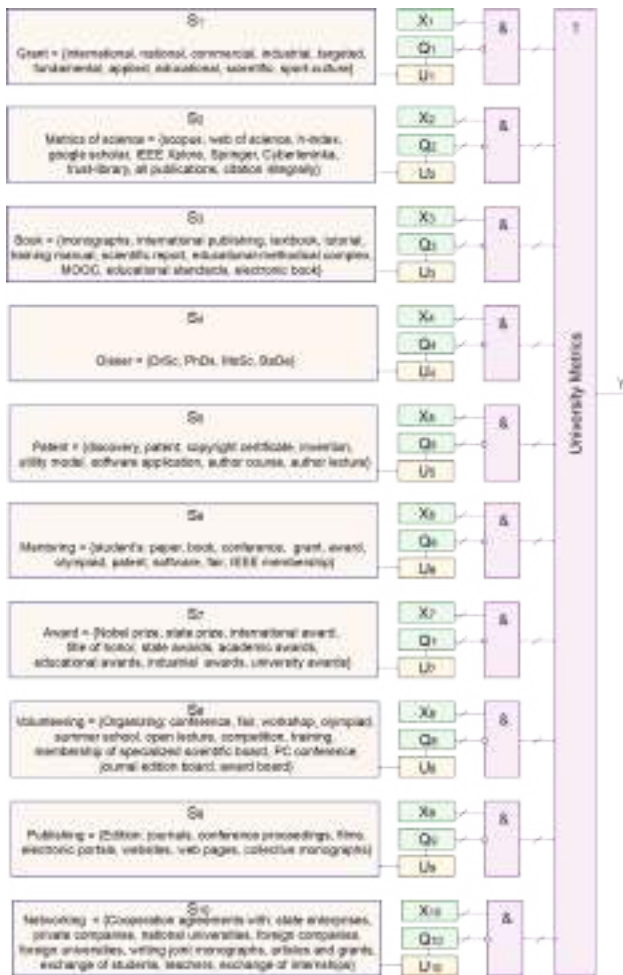 S1
Grant = {international, national, commercial, industrial, targeted,
fundamental, applied, educational, scientific, sport-culture}
X1
Q1
U1
&
1
S2
Metrics of science = {scopus, web of science, h-index,
google scholar, IEEE Xplore, Springer, Cyberleninka,
trust-library, all publications, citation integrally}
X2
Q2
U2
&
S3
Book = {monographs, international publishing, textbook, tutorial,
training manual, scientific report, educational-methodical complex,
MOOC, educational standards, electronic book}
X3
Q3
U3
&
S4
= {DrSc, PhDs,
X4
Q4
U4
&
University Metrics
Y
S5
Patent = {discovery, patent, copyright certificate, invention,
utility model, software application, author course, author lecture}
X5
Q5
U5
&
S6
Mentoring = {student's: paper, book, conference, grant, award,
olympiad, patent, software, fair, IEEE membership}
X6
Q6
U6
&
S7
Award = {Nobel prize, state prize, international award,
title of honor, state awards, academic awards,
educational awards, industrial awards, university awards}
X7
Q7
U7
&
S8
Volunteering = {Organizing: conference, fair, workshop, olympiad,
summer school, open lecture, competition, training,
membership of specialized scientific board, PC conference
journal edition board, award board}
X8
Q8
U8
&
S9
Publishing = {Edition: journals, conference proceedings, films,
electronic portals, websites, web pages, collective monographs}
X9
Q9
U9
&
S10
Networking = {Cooperation agreements with: state enterprises,
private companies, national universities, foreign companies,
foreign universities, writing joint monographs, articles and grants,
exchange of students, teachers, exchange of internships}
X10
Q10
U10
&